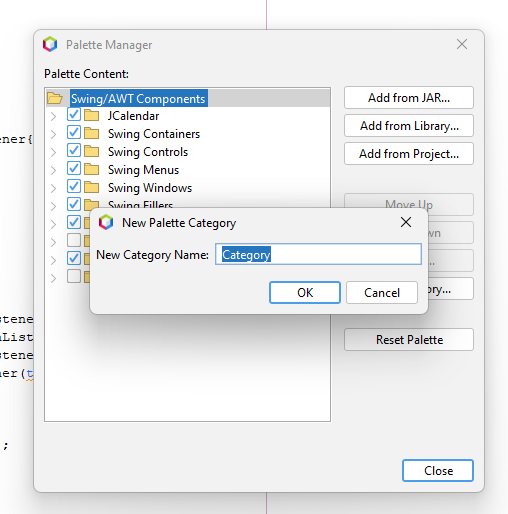 Palette Manager
Palette Content:
Swing/AWT Components
JCalendar
Swing Containers
Swing Controls
Swing Menus
Swing Windows
Swing Fillers
Add from JAR...
Add from Library...
Add from Project...
Move Up
New Palette Category
New Category Name: Category
OK Cancel
Reset Palette
Close